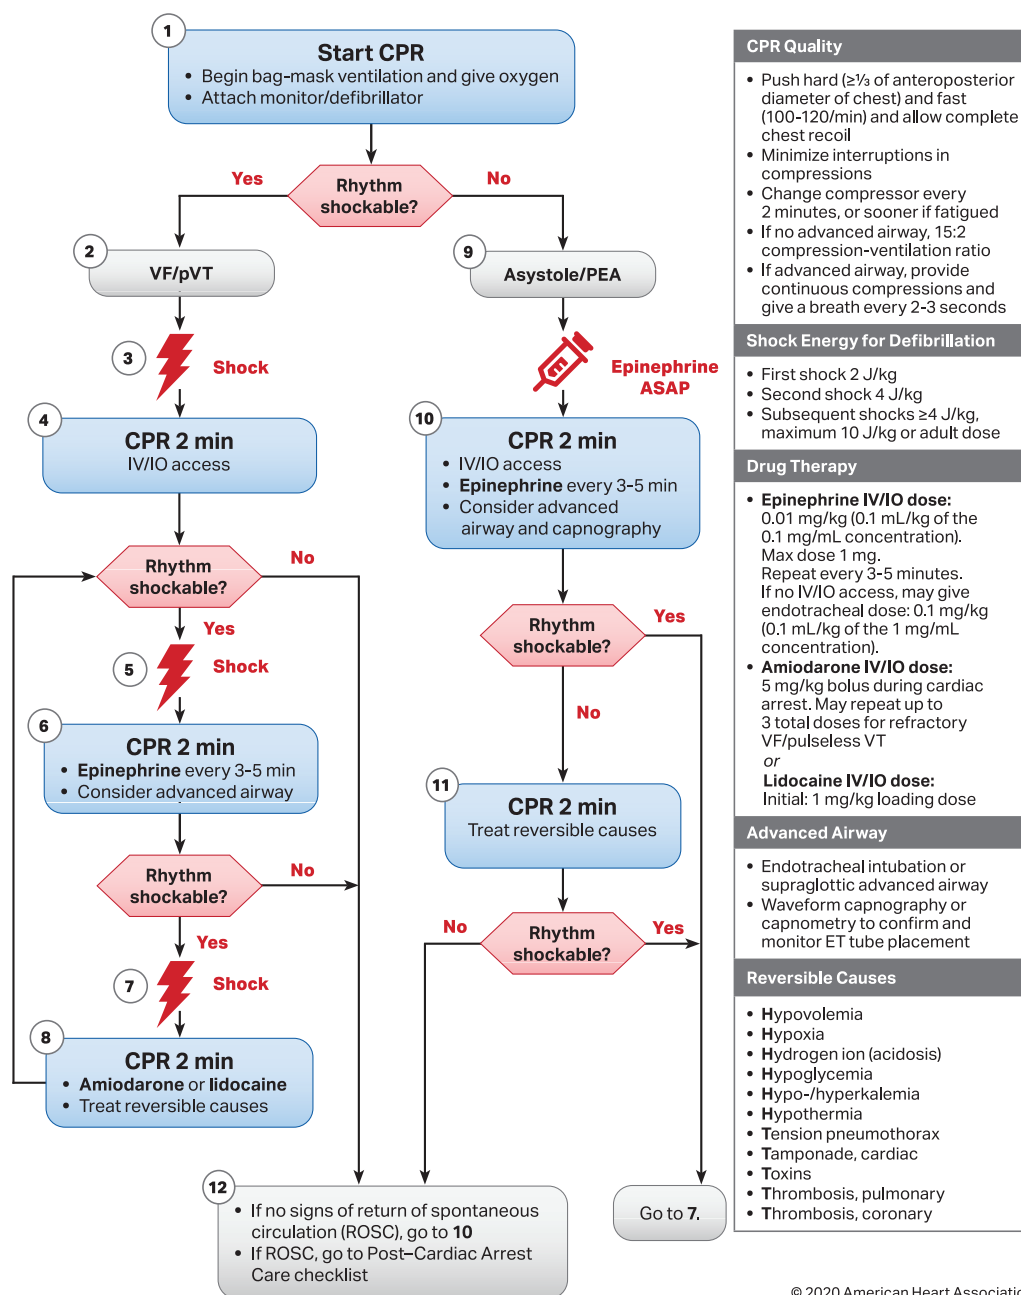 1
Start CPR
• Begin bag-mask ventilation and give oxygen
• Attach monitor/defibrillator
Yes
Rhythm
shockable?
No
2
VF/pVT
9
Asystole/PEA
3
Shock
Epinephrine
ASAP
4
CPR 2 min
IV/IO access
10
CPR 2 min
• IV/IO access
• Epinephrine every 3-5 min
• Consider advanced
airway and capnography
Rhythm
shockable?
No
Yes
5
Shock
Rhythm
shockable?
Yes
No
6
CPR 2 min
• Epinephrine every 3-5 min
• Consider advanced airway
11
CPR 2 min
Treat reversible causes
Rhythm
shockable?
No
Yes
7
Shock
No
Rhythm
shockable?
Yes
8
CPR 2 min
• Amiodarone or lidocaine
• Treat reversible causes
12
• If no signs of return of spontaneous
circulation (ROSC), go to 10
• If ROSC, go to Post–Cardiac Arrest
Care checklist
Go to 7.
CPR Quality
• Push hard (≥⅓ of anteroposterior
diameter of chest) and fast
(100-120/min) and allow complete
chest recoil
• Minimize interruptions in
compressions
• Change compressor every
2 minutes, or sooner if fatigued
• If no advanced airway, 15:2
compression-ventilation ratio
• If advanced airway, provide
continuous compressions and
give a breath every 2-3 seconds
Shock Energy for Defibrillation
• First shock 2 J/kg
• Second shock 4 J/kg
• Subsequent shocks ≥4 J/kg,
maximum 10 J/kg or adult dose
Drug Therapy
• Epinephrine IV/IO dose:
0.01 mg/kg (0.1 mL/kg of the
0.1 mg/mL concentration).
Max dose 1 mg.
Repeat every 3-5 minutes.
If no IV/IO access, may give
endotracheal dose: 0.1 mg/kg
(0.1 mL/kg of the 1 mg/mL
concentration).
• Amiodarone IV/IO dose:
5 mg/kg bolus during cardiac
arrest. May repeat up to
3 total doses for refractory
VF/pulseless VT
or
Lidocaine IV/IO dose:
Initial: 1 mg/kg loading dose
Advanced Airway
• Endotracheal intubation or
supraglottic advanced airway
• Waveform capnography or
capnometry to confirm and
monitor ET tube placement
Reversible Causes
• Hypovolemia
• Hypoxia
• Hydrogen ion (acidosis)
• Hypoglycemia
• Hypo-/hyperkalemia
• Hypothermia
• Tension pneumothorax
• Tamponade, cardiac
• Toxins
• Thrombosis, pulmonary
• Thrombosis, coronary
© 2020 American Heart Associatio